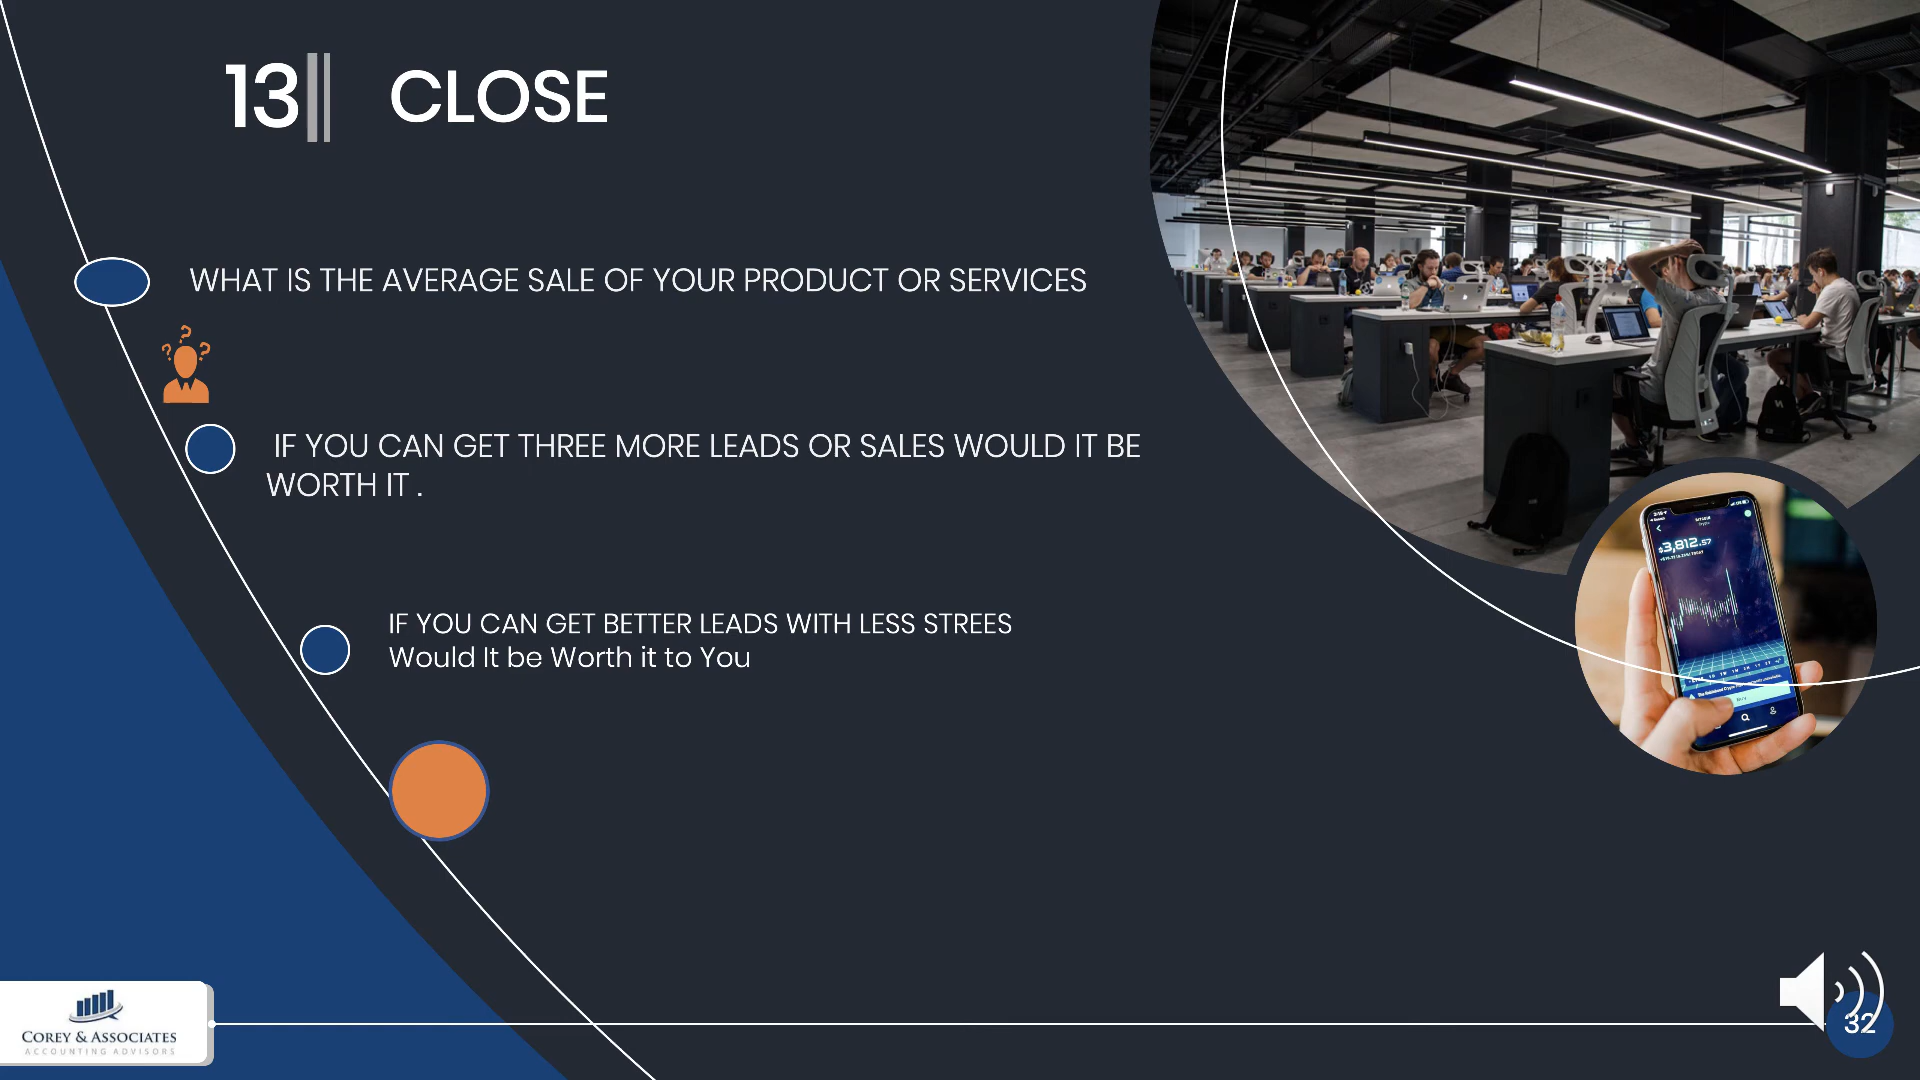 13 CLOSE
WHAT IS THE AVERAGE SALE OF YOUR PRODUCT OR SERVICES
IF YOU CAN GET THREE MORE LEADS OR SALES WOULD IT BE
WORTH IT .
IF YOU CAN GET BETTER LEADS WITH LESS STREES
Would It be Worth it to You
$3,812.57
Buy
COREY & ASSOCIATES
ACCOUNTING ADVISORS
32